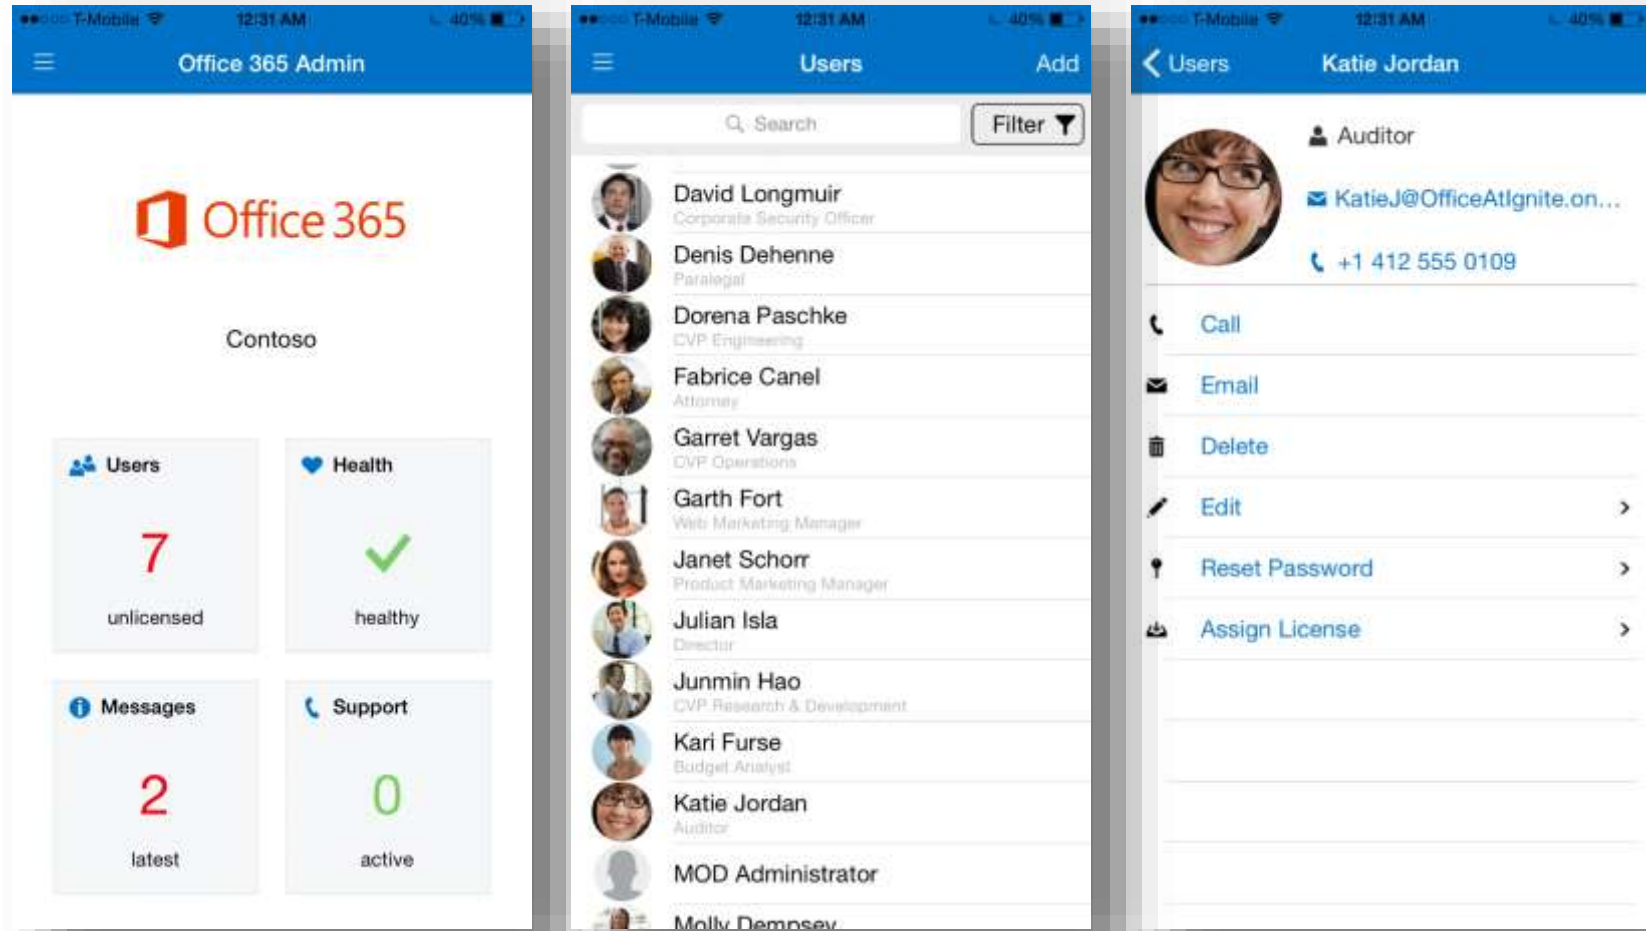 T-Mobile 12:31 AM 40%
Office 365 Admin
Office 365
Contoso
Users
7
unlicensed
Health
healthy
Messages
2
latest
Support
0
active
T-Mobile 12:31 AM 40%
Users Add
Search Filter
David Longmuir
Corporate Security Officer
Denis Dehenne
Paralegal
Dorena Paschke
CVP Engineering
Fabrice Canel
Attorney
Garret Vargas
CVP Operations
Garth Fort
Web Marketing Manager
Janet Schorr
Product Marketing Manager
Julian Isla
Director
Junmin Hao
CVP Research & Development
Kari Furse
Budget Analyst
Katie Jordan
Auditor
MOD Administrator
Molly Dempsey
T-Mobile 12:31 AM 40%
Users Katie Jordan
Auditor
KatieJ@OfficeAtIgnite.on...
+1 412 555 0109
Call
Email
Delete
Edit
Reset Password
Assign License